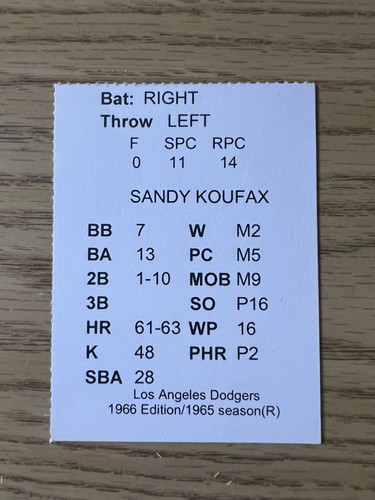 Bat: RIGHT
Throw LEFT
F SPC RPC
0 11 14
SANDY KOUFAX
BB 7 W M2
BA 13 PC M5
2B 1-10 MOB M9
3B SO P16
HR 61-63 WP 16
K 48 PHR P2
SBA 28
Los Angeles Dodgers
1966 Edition/1965 season(R)